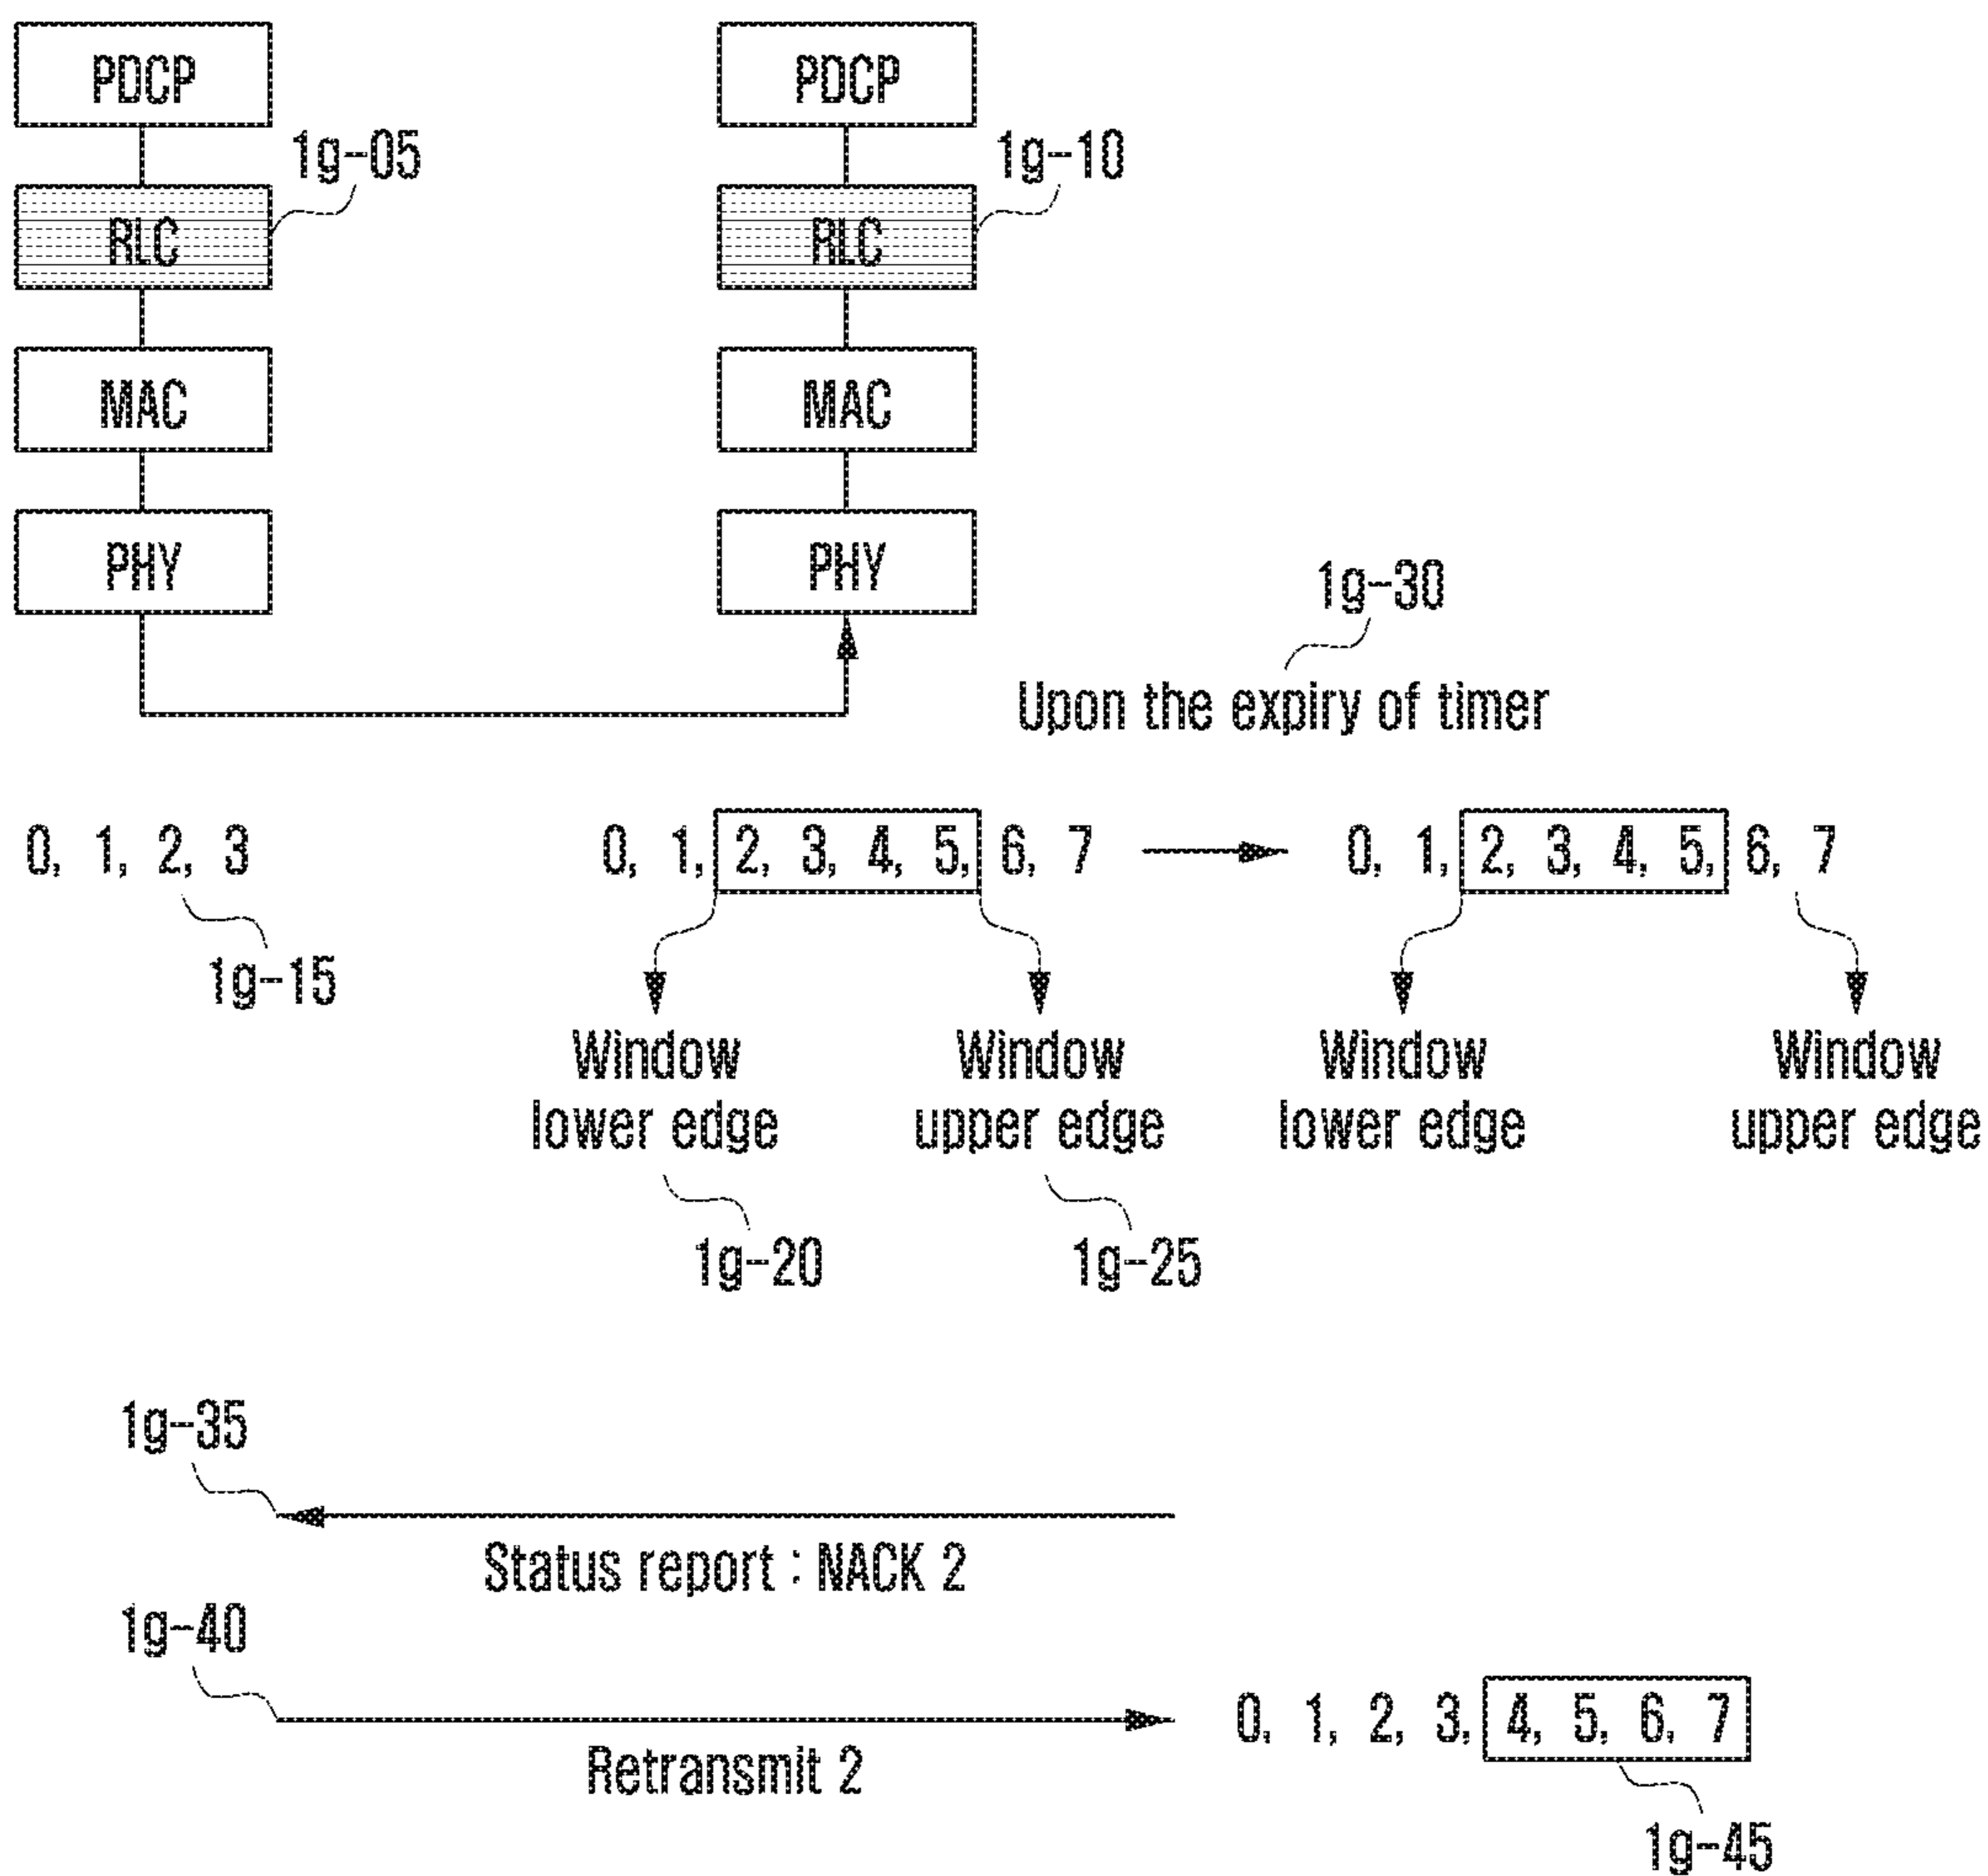 PDCP PDCP
1g-05 1g-10
RLC RLC
MAC MAC
PHY PHY
1g-30
Upon the expiry of timer
0, 1, 2, 3 0, 1, 2, 3, 4, 5, 6, 7 0, 1, 2, 3, 4, 5, 6, 7
1g-15
Window Window Window Window
lower edge upper edge lower edge upper edge
1g-20 1g-25
1g-35
Status report : NACK 2
1g-40
0, 1, 2, 3, 4, 5, 6, 7
Retransmit 2
1g-45